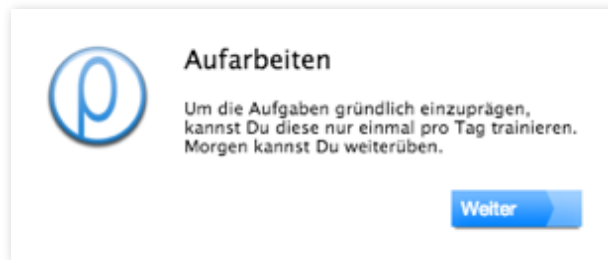 Aufarbeiten
Um die Aufgaben gründlich einzuprägen,
kannst Du diese nur einmal pro Tag trainieren.
Morgen kannst Du weiterüben.
Weiter